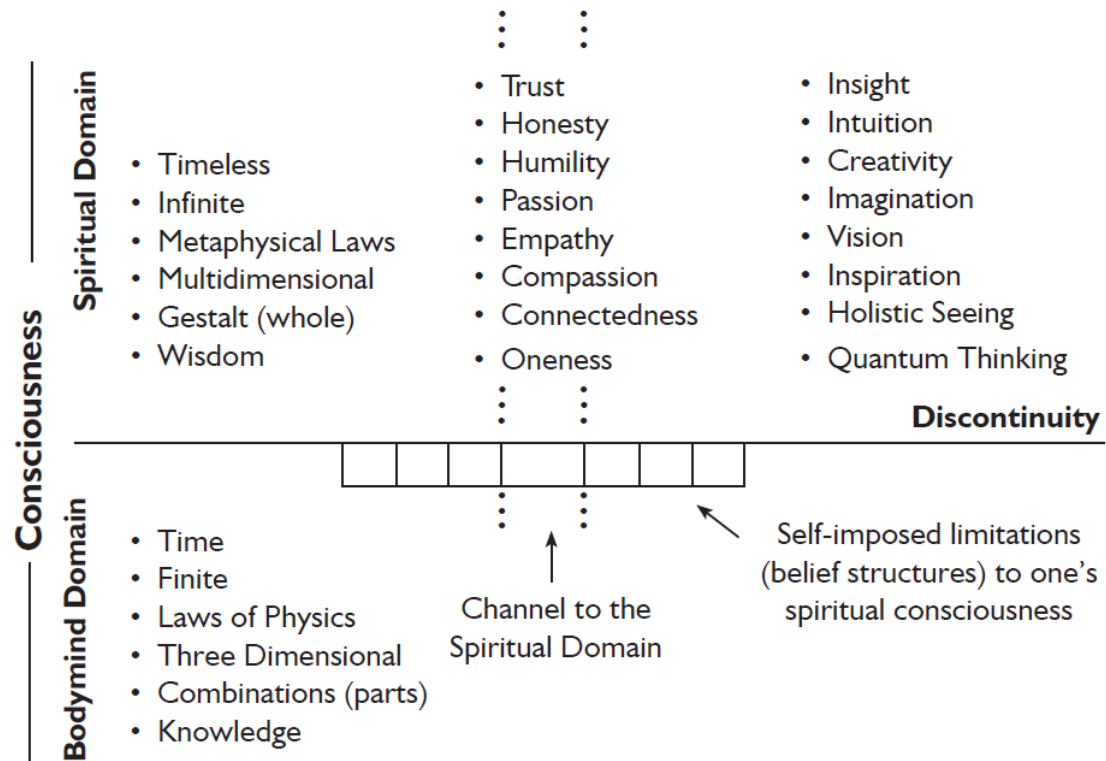 Consciousness
Spiritual Domain
• Timeless
• Infinite
• Metaphysical Laws
• Multidimensional
• Gestalt (whole)
• Wisdom
• Trust
• Honesty
• Humility
• Passion
• Empathy
• Compassion
• Connectedness
• Oneness
• Insight
• Intuition
• Creativity
• Imagination
• Vision
• Inspiration
• Holistic Seeing
• Quantum Thinking
Discontinuity
Bodymind Domain
• Time
• Finite
• Laws of Physics
• Three Dimensional
• Combinations (parts)
• Knowledge
Channel to the
Spiritual Domain
Self-imposed limitations
(belief structures) to one’s
spiritual consciousness